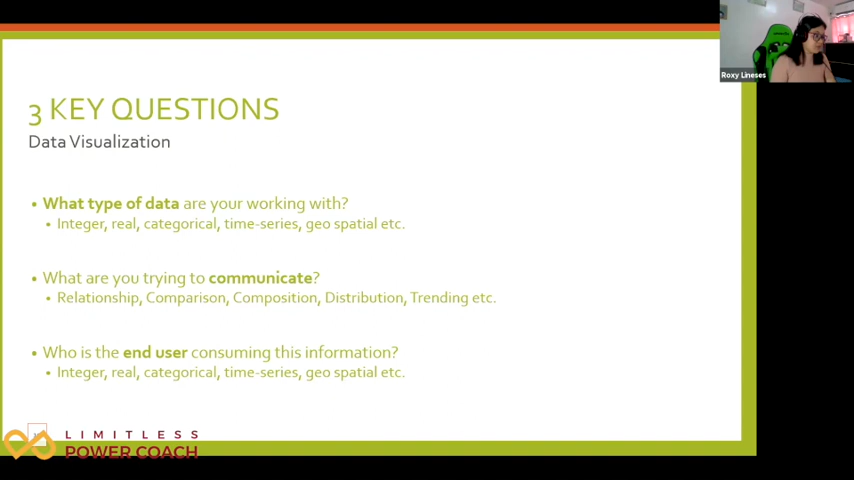 Roxy Lineses
3 KEY QUESTIONS
Data Visualization
• What type of data are your working with?
• Integer, real, categorical, time-series, geo spatial etc.
• What are you trying to communicate?
• Relationship, Comparison, Composition, Distribution, Trending etc.
• Who is the end user consuming this information?
• Integer, real, categorical, time-series, geo spatial etc.
LIMITLESS
POWER COACH